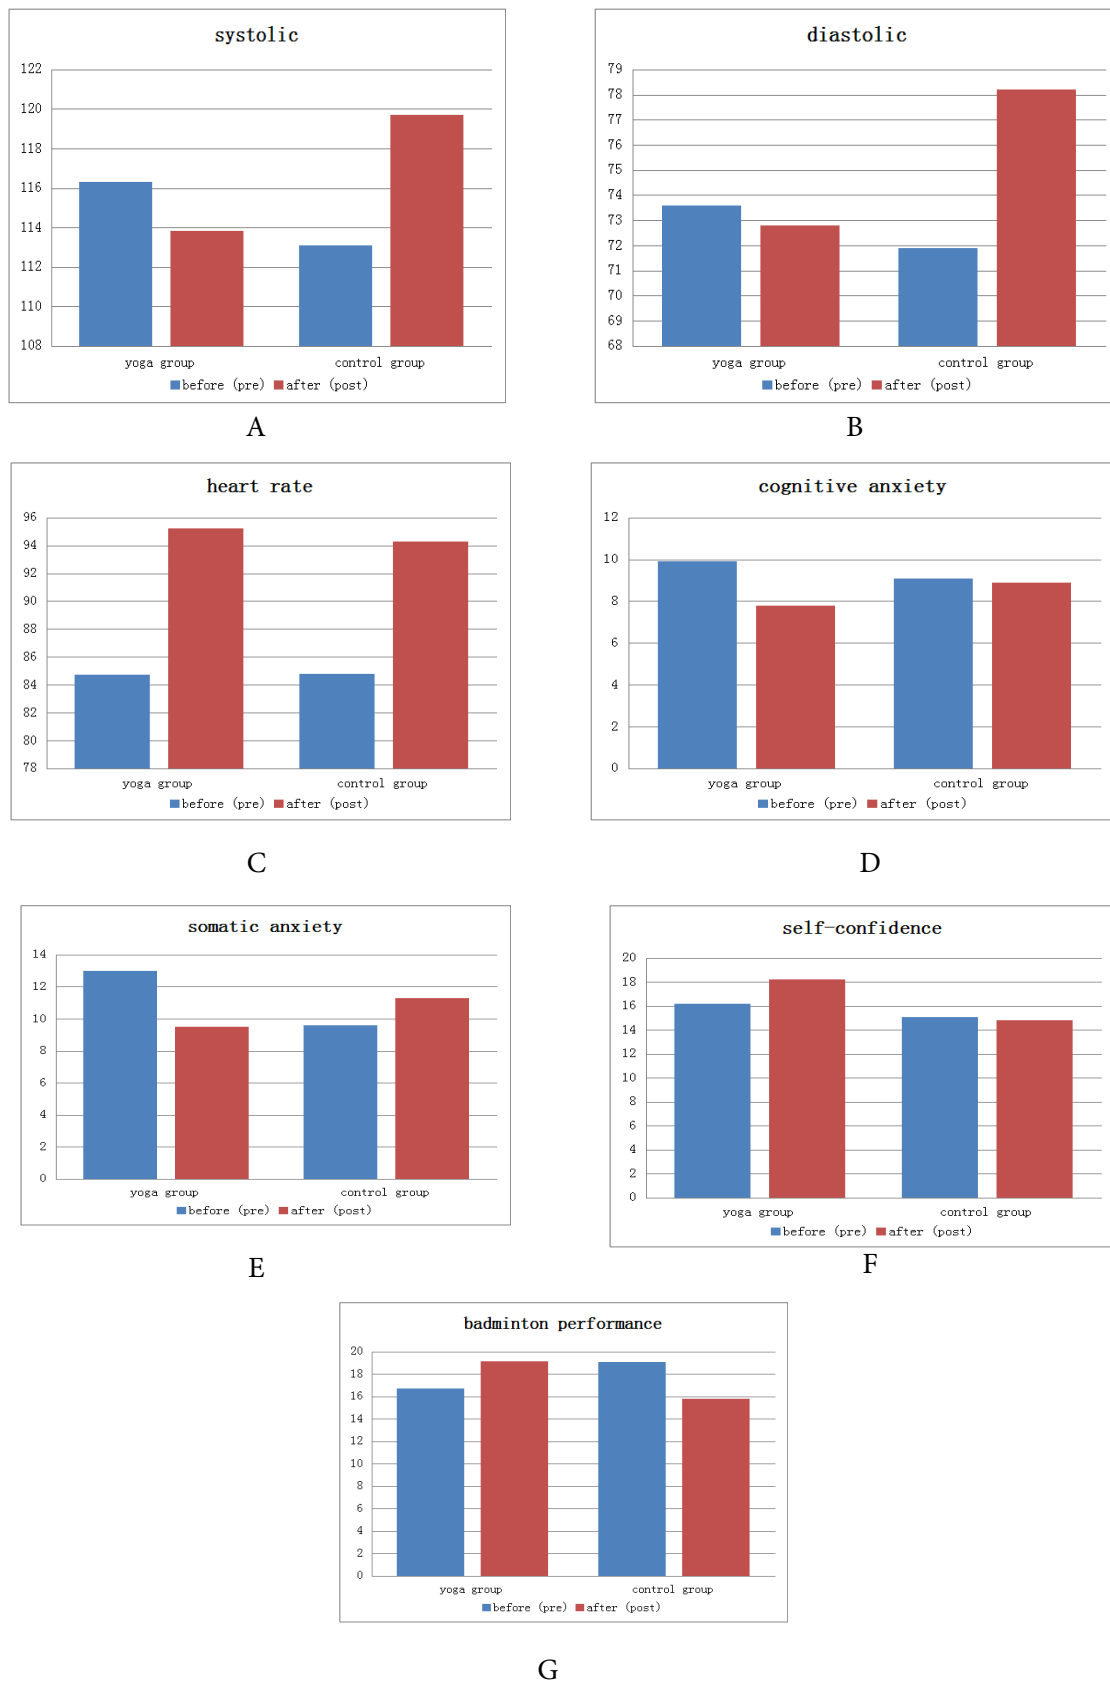 systolic
122
120
118
116
114
112
110
108
yoga group control group
before (pre) after (post)
A
diastolic
79
78
77
76
75
74
73
72
71
70
69
68
yoga group control group
before (pre) after (post)
B
heart rate
96
94
92
90
88
86
84
82
80
78
yoga group control group
before (pre) after (post)
C
cognitive anxiety
12
10
8
6
4
2
0
yoga group control group
before (pre) after (post)
D
somatic anxiety
14
12
10
8
6
4
2
0
yoga group control group
before (pre) after (post)
E
self-confidence
20
18
16
14
12
10
8
6
4
2
0
yoga group control group
before (pre) after (post)
F
badminton performance
20
18
16
14
12
10
8
6
4
2
0
yoga group control group
before (pre) after (post)
G